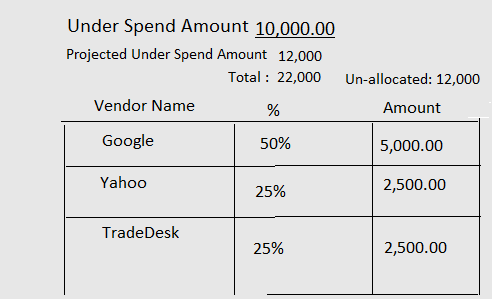 Under Spend Amount 10,000.00
Projected Under Spend Amount 12,000
Total : 22,000 Un-allocated: 12,000
Vendor Name % Amount
Google 50% 5,000.00
Yahoo 25% 2,500.00
TradeDesk 25% 2,500.00